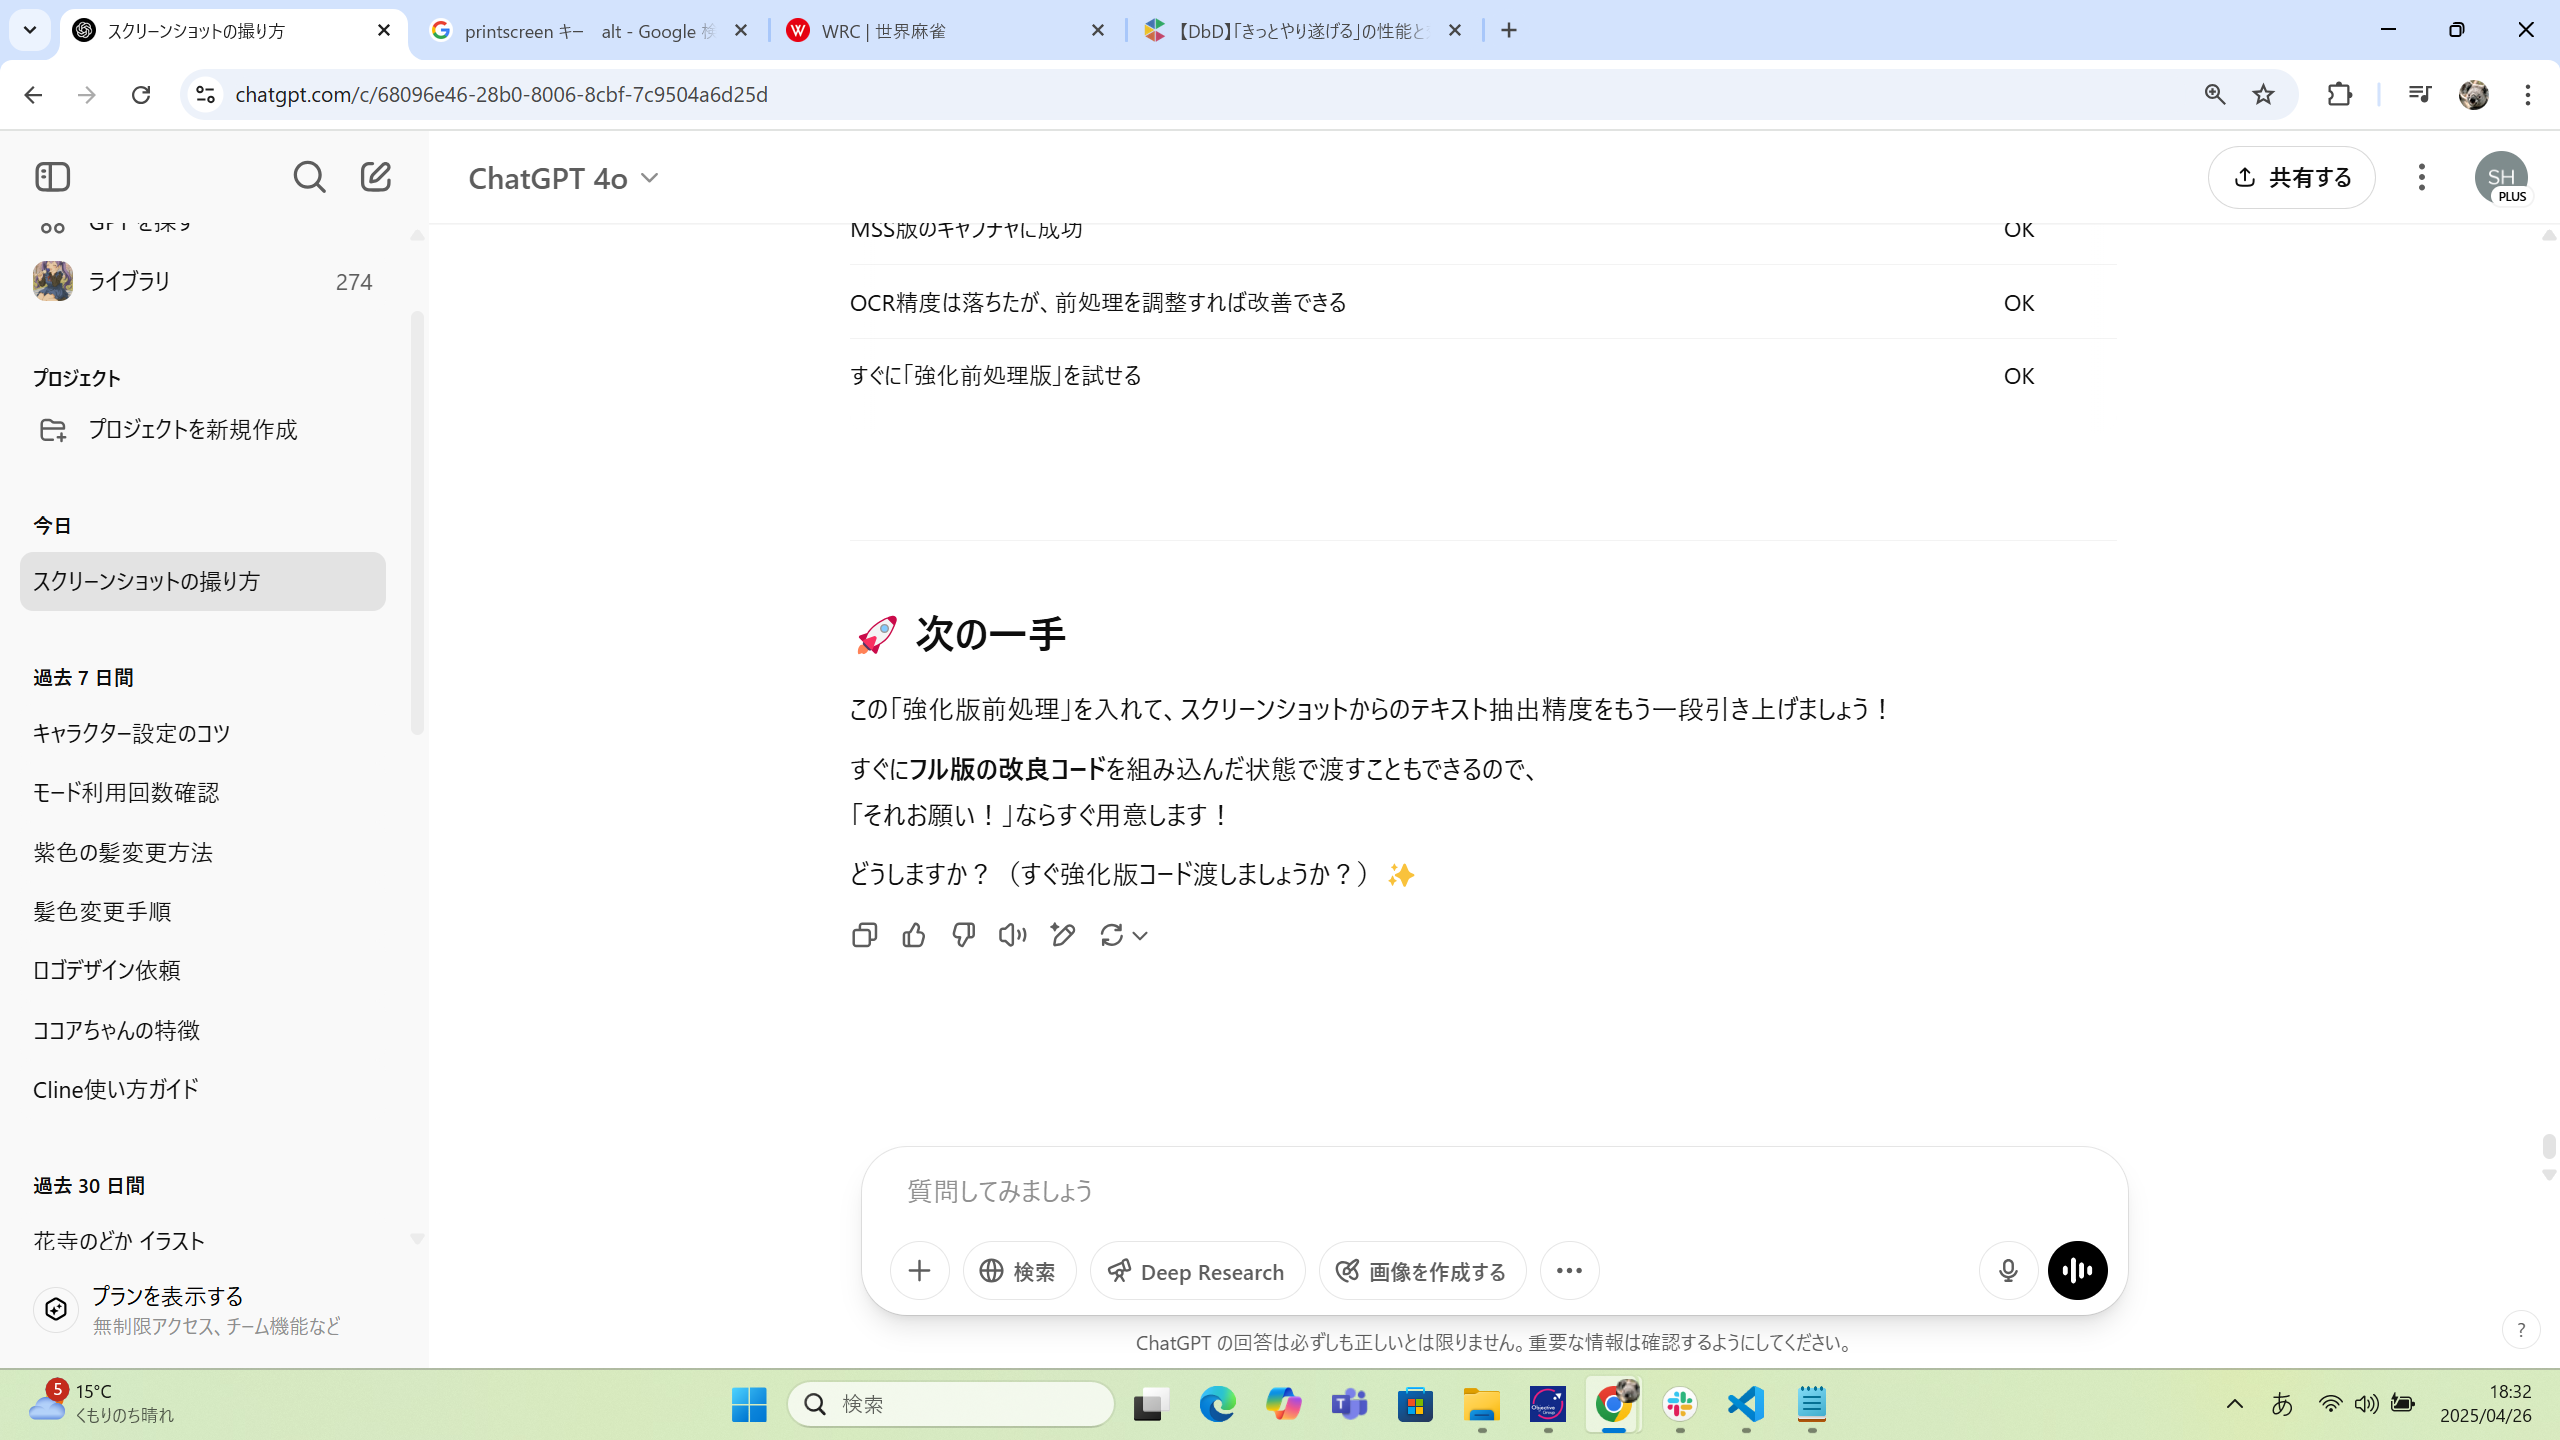 スクリーンショットの撮り方
printscreen キー alt - Google 検
WRC | 世界麻雀
【DbD】「きっとやり遂げる」の性能と
chatgpt.com/c/68096e46-28b0-8006-8cbf-7c9504a6d25d
ChatGPT 4o
共有する
SH
PLUS
GPT を探す
ライブラリ 274
プロジェクト
プロジェクトを新規作成
今日
スクリーンショットの撮り方
過去 7 日間
キャラクター設定のコツ
モード利用回数確認
紫色の髪変更方法
髪色変更手順
ロゴデザイン依頼
ココアちゃんの特徴
Cline使い方ガイド
過去 30 日間
花寺のどか イラスト
プランを表示する
無制限アクセス、チーム機能など
MSS版のキャプチャに成功 OK
OCR精度は落ちたが、前処理を調整すれば改善できる OK
すぐに「強化前処理版」を試せる OK
🚀 次の一手
この「強化版前処理」を入れて、スクリーンショットからのテキスト抽出精度をもう一段引き上げましょう！
すぐにフル版の改良コードを組み込んだ状態で渡すこともできるので、
「それお願い！」ならすぐ用意します！
どうしますか？（すぐ強化版コード渡しましょうか？） ✨
質問してみましょう
検索
Deep Research
画像を作成する
ChatGPT の回答は必ずしも正しいとは限りません。重要な情報は確認するようにしてください。
?
5
15°C
くもりのち晴れ
検索
Objective
Group
あ
18:32
2025/04/26